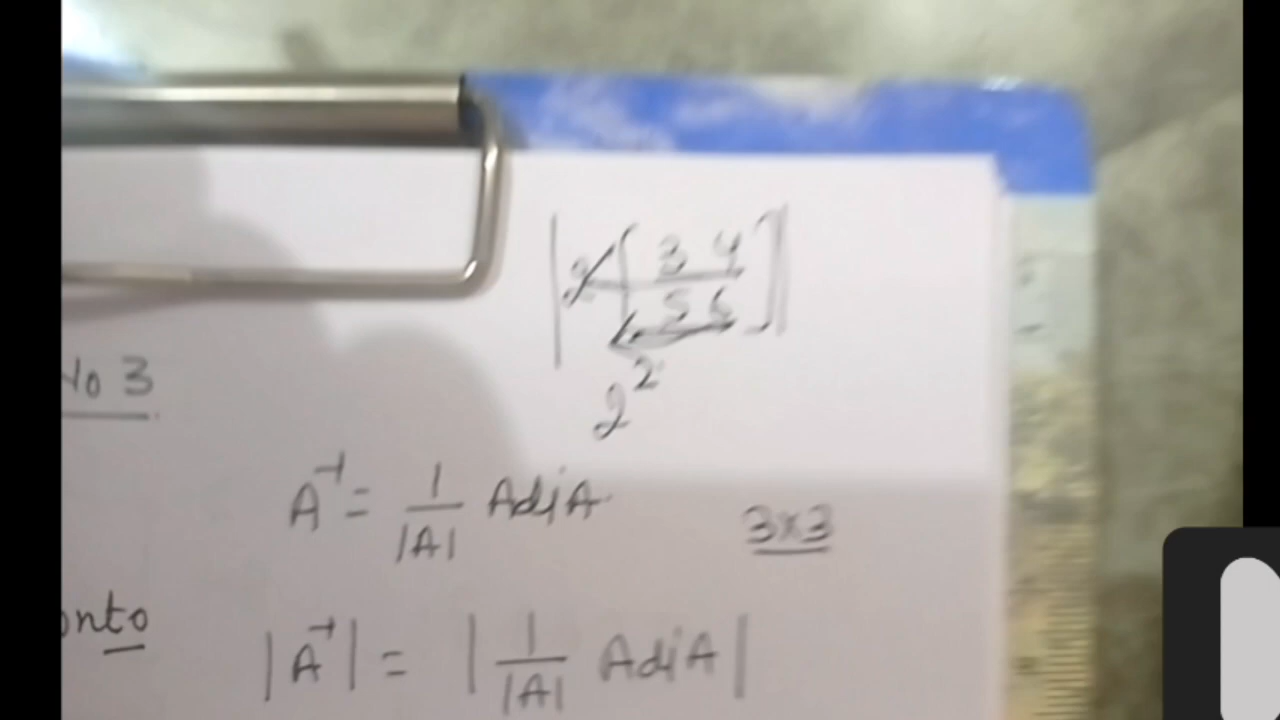 |2[3 4
5 6]|
2²
No 3
A⁻¹ = 1/|A| AdjA
3×3
onto
|A⁻¹| = |1/|A| AdjA|